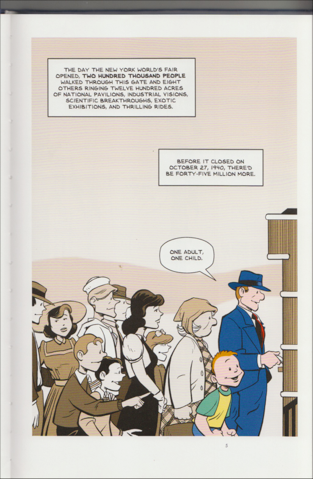 THE DAY THE NEW YORK WORLD'S FAIR
OPENED, TWO HUNDRED THOUSAND PEOPLE
WALKED THROUGH THIS GATE AND EIGHT
OTHERS RINGING TWELVE HUNDRED ACRES
OF NATIONAL PAVILIONS, INDUSTRIAL VISIONS,
SCIENTIFIC BREAKTHROUGHS, EXOTIC
EXHIBITIONS, AND THRILLING RIDES.
BEFORE IT CLOSED ON
OCTOBER 27, 1940, THERE'D
BE FORTY-FIVE MILLION MORE.
ONE ADULT,
ONE CHILD.